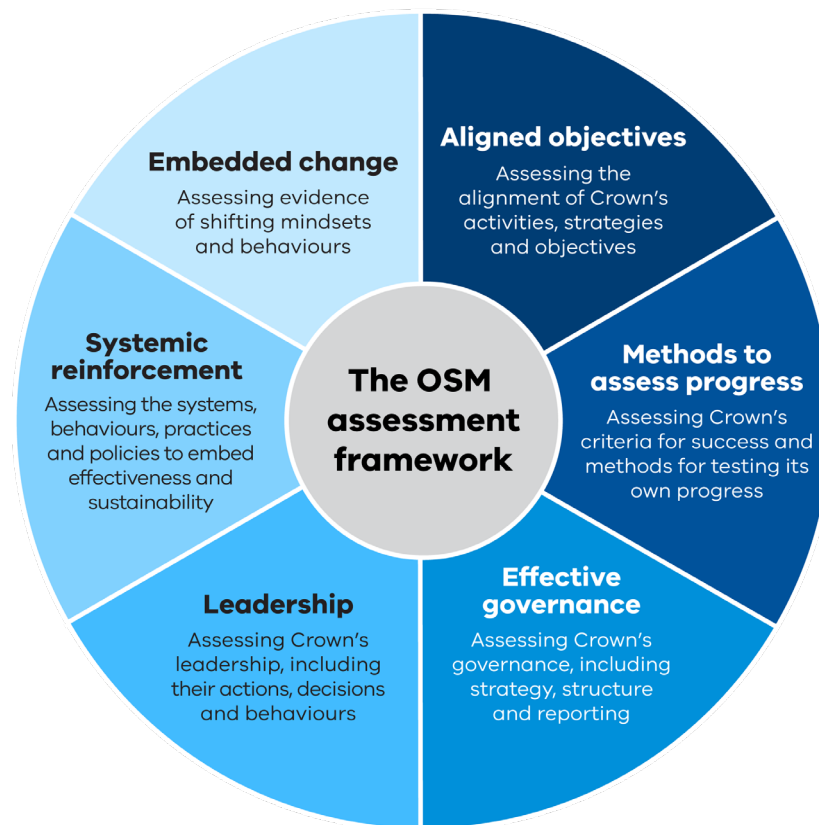 The OSM
assessment
framework
Aligned objectives
Assessing the
alignment of Crown's
activities, strategies
and objectives
Methods to
assess progress
Assessing Crown's
criteria for success and
methods for testing its
own progress
Effective
governance
Assessing Crown's
governance, including
strategy, structure
and reporting
Leadership
Assessing Crown's
leadership, including
their actions, decisions
and behaviours
Systemic
reinforcement
Assessing the systems,
behaviours, practices
and policies to embed
effectiveness and
sustainability
Embedded change
Assessing evidence
of shifting mindsets
and behaviours